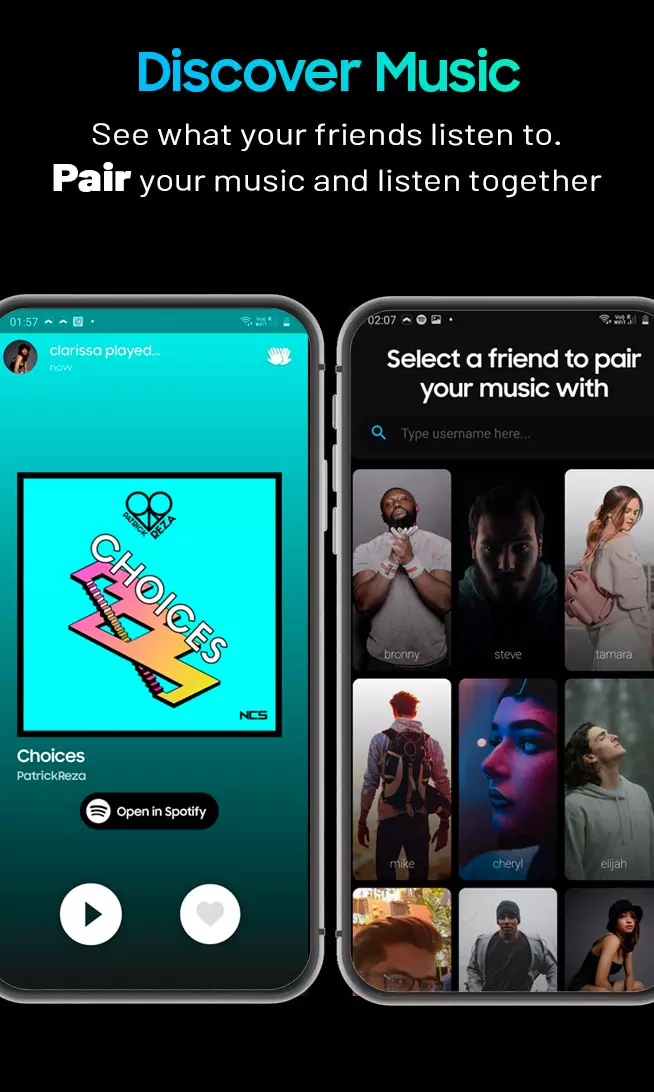 Discover Music
See what your friends listen to.
Pair your music and listen together
01:57
clarissa played...
now
PATRICK REZA
CHOICES
NCS
Choices
PatrickReza
Open in Spotify
02:07
Select a friend to pair
your music with
Type username here...
bronny
steve
tamara
mike
cheryl
elijah